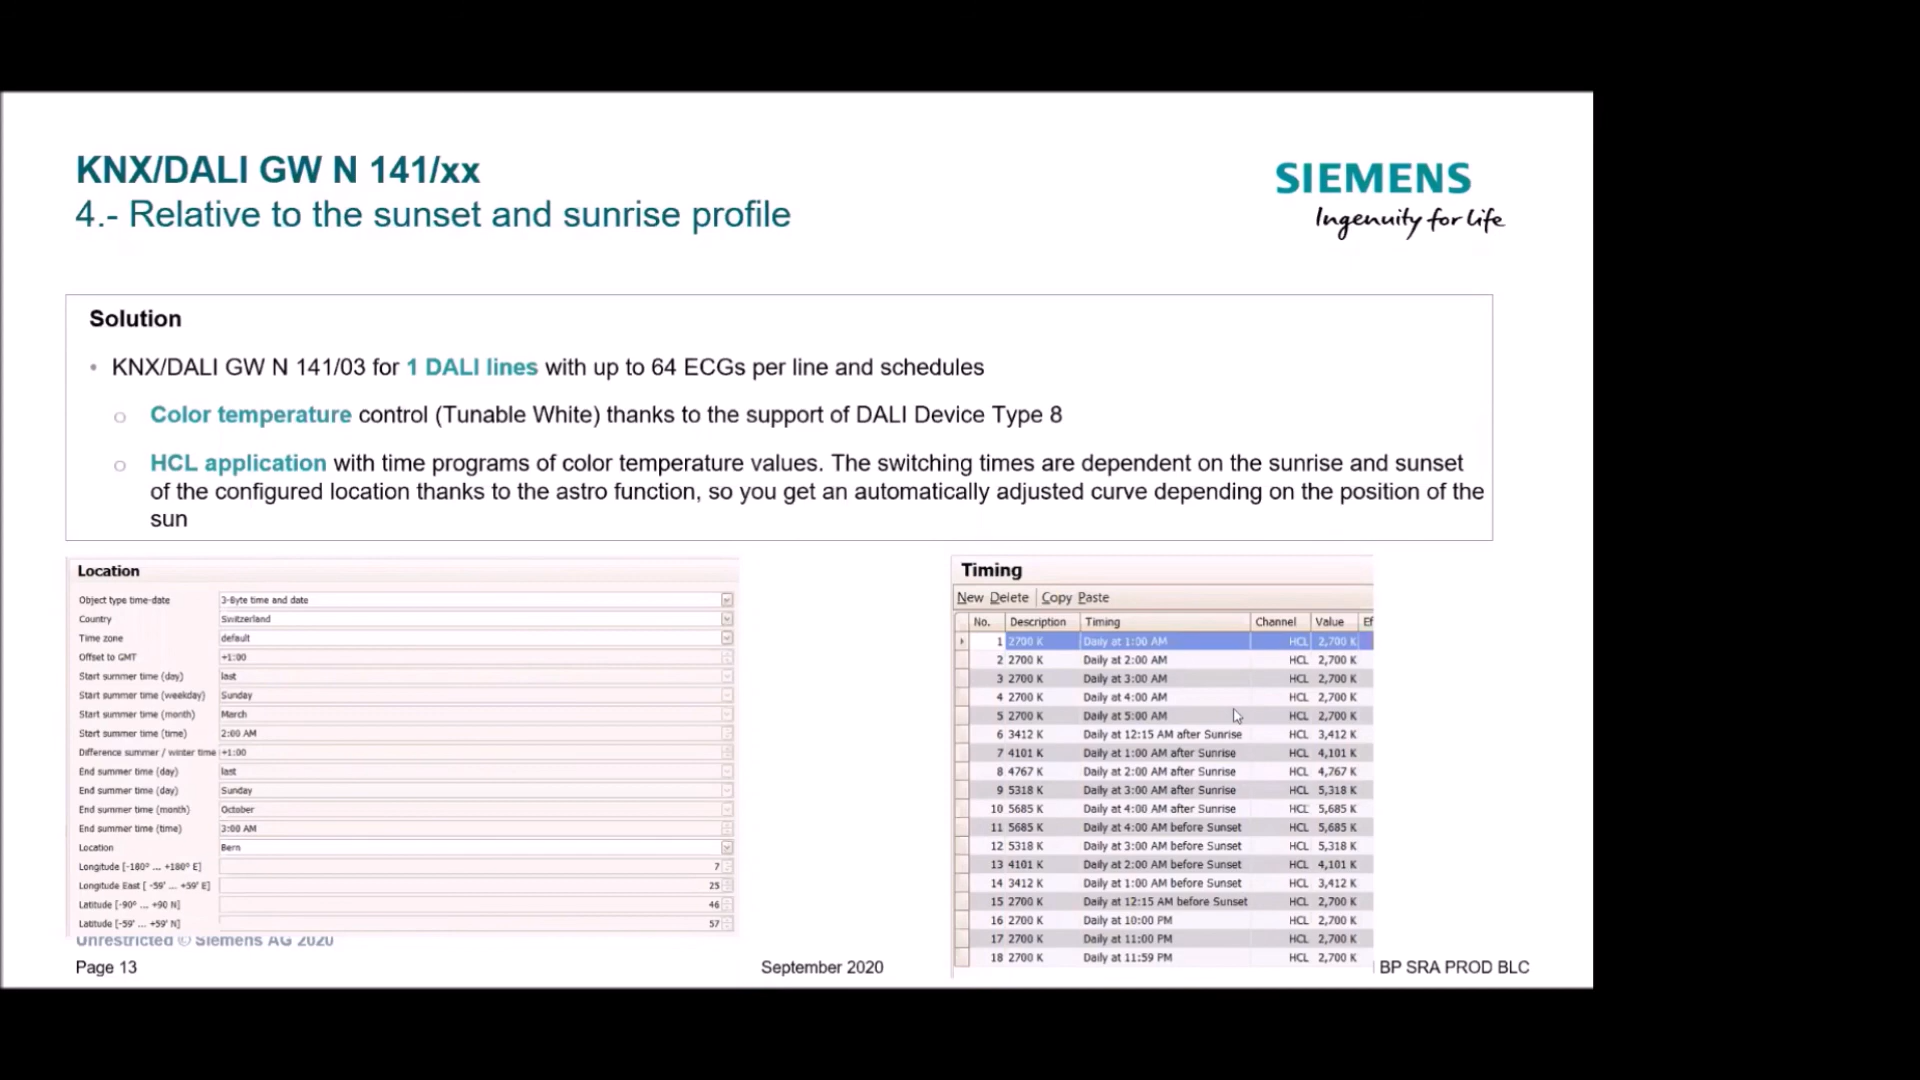 KNX/DALI GW N 141/xx
4.- Relative to the sunset and sunrise profile
SIEMENS
Ingenuity for life
Solution
• KNX/DALI GW N 141/03 for 1 DALI lines with up to 64 ECGs per line and schedules
o Color temperature control (Tunable White) thanks to the support of DALI Device Type 8
o HCL application with time programs of color temperature values. The switching times are dependent on the sunrise and sunset
of the configured location thanks to the astro function, so you get an automatically adjusted curve depending on the position of the
sun
Location
Object type time-date 3-Byte time and date
Country Switzerland
Time zone default
Offset to GMT +1:00
Start summer time (day) last
Start summer time (weekday) Sunday
Start summer time (month) March
Start summer time (time) 2:00 AM
Difference summer / winter time +1:00
End summer time (day) last
End summer time (day) Sunday
End summer time (month) October
End summer time (time) 3:00 AM
Location Bern
Longitude [-180º ... +180º E] 7
Longitude East [ -59' ... +59' E] 25
Latitude [-90º ... +90 N] 46
Latitude [-59' ... +59' N] 57
Timing
New Delete Copy Paste
No. Description Timing Channel Value Ef
1 2700 K Daily at 1:00 AM HCL 2,700 K
2 2700 K Daily at 2:00 AM HCL 2,700 K
3 2700 K Daily at 3:00 AM HCL 2,700 K
4 2700 K Daily at 4:00 AM HCL 2,700 K
5 2700 K Daily at 5:00 AM HCL 2,700 K
6 3412 K Daily at 12:15 AM after Sunrise HCL 3,412 K
7 4101 K Daily at 1:00 AM after Sunrise HCL 4,101 K
8 4767 K Daily at 2:00 AM after Sunrise HCL 4,767 K
9 5318 K Daily at 3:00 AM after Sunrise HCL 5,318 K
10 5685 K Daily at 4:00 AM after Sunrise HCL 5,685 K
11 5685 K Daily at 4:00 AM before Sunset HCL 5,685 K
12 5318 K Daily at 3:00 AM before Sunset HCL 5,318 K
13 4101 K Daily at 2:00 AM before Sunset HCL 4,101 K
14 3412 K Daily at 1:00 AM before Sunset HCL 3,412 K
15 2700 K Daily at 12:15 AM before Sunset HCL 2,700 K
16 2700 K Daily at 10:00 PM HCL 2,700 K
17 2700 K Daily at 11:00 PM HCL 2,700 K
18 2700 K Daily at 11:59 PM HCL 2,700 K
Unrestricted © Siemens AG 2020
Page 13
September 2020
BP SRA PROD BLC